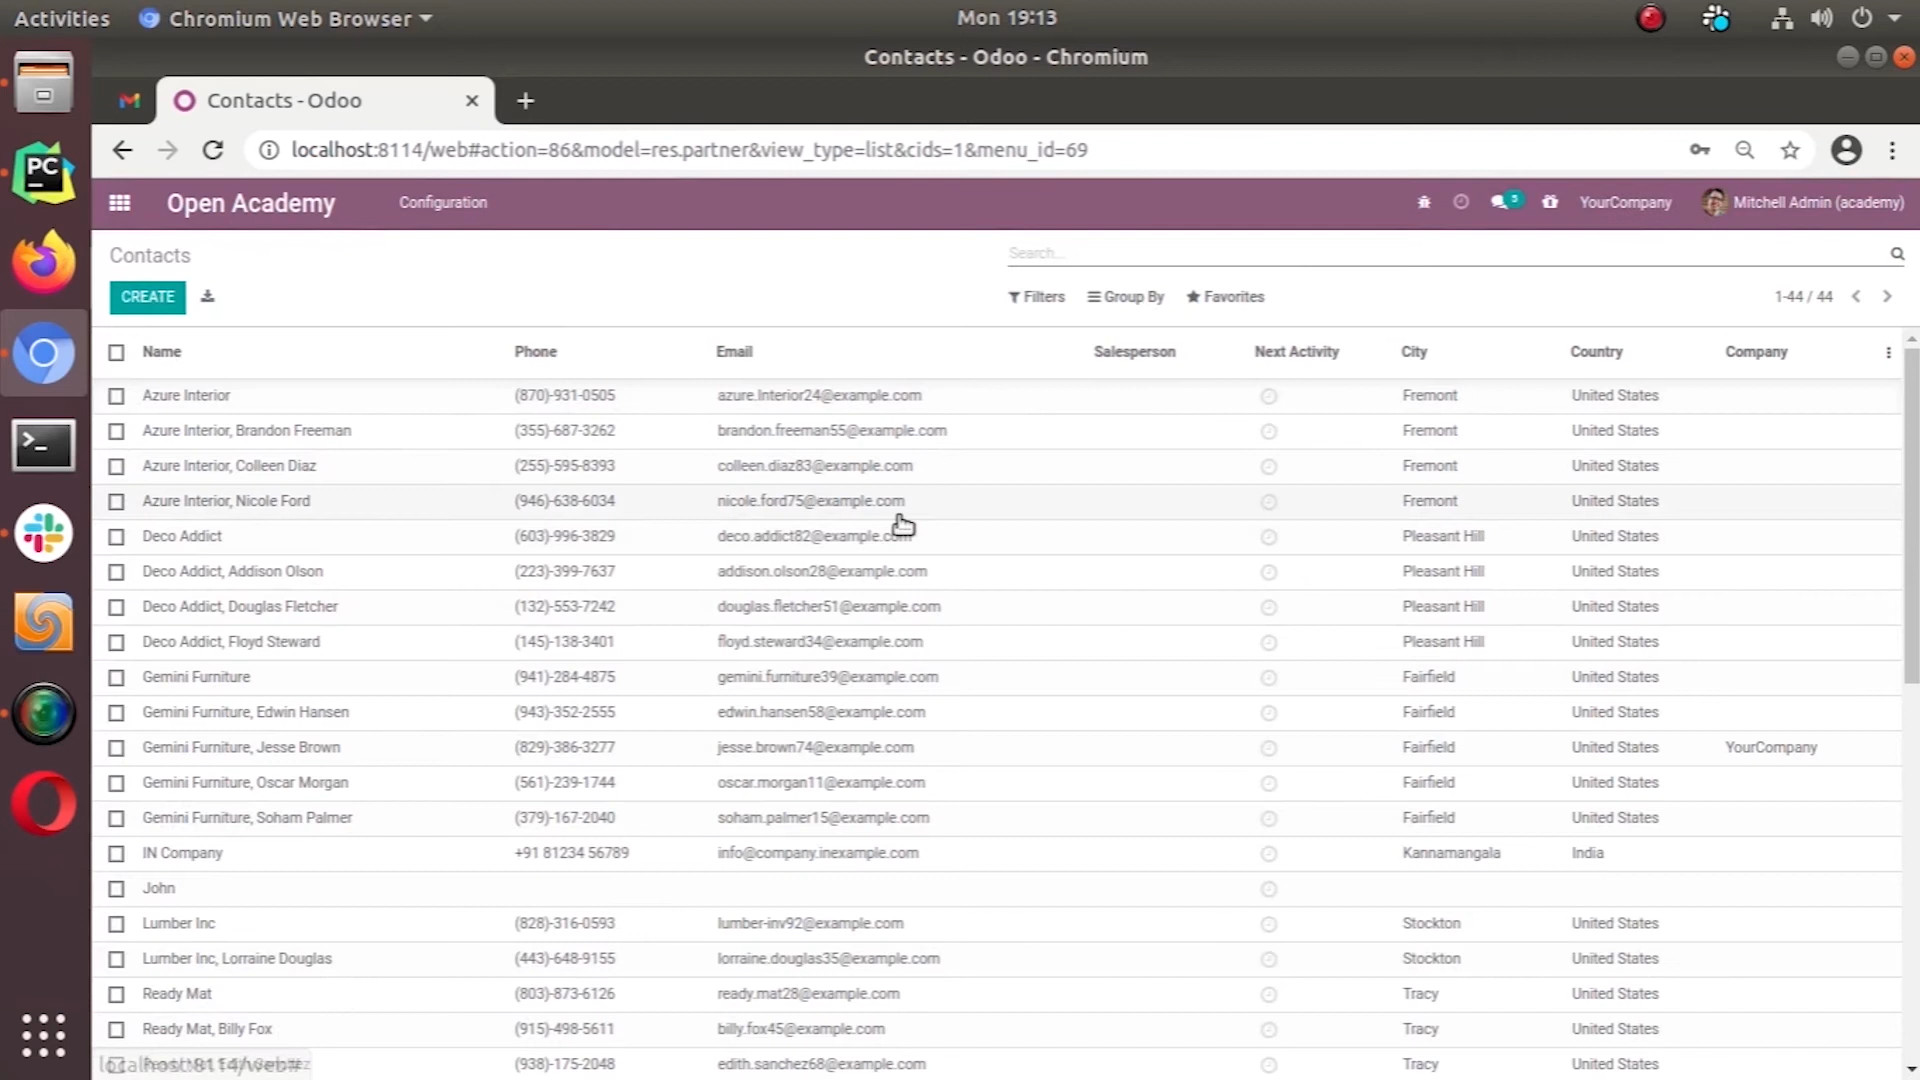 Activities Chromium Web Browser Mon 19:13
Contacts - Odoo - Chromium
Contacts - Odoo
localhost:8114/web#action=86&model=res.partner&view_type=list&cids=1&menu_id=69
Open Academy Configuration 5 YourCompany Mitchell Admin (academy)
Contacts Search...
CREATE Filters Group By Favorites 1-44 / 44
Name Phone Email Salesperson Next Activity City Country Company
Azure Interior (870)-931-0505 azure.Interior24@example.com Fremont United States
Azure Interior, Brandon Freeman (355)-687-3262 brandon.freeman55@example.com Fremont United States
Azure Interior, Colleen Diaz (255)-595-8393 colleen.diaz83@example.com Fremont United States
Azure Interior, Nicole Ford (946)-638-6034 nicole.ford75@example.com Fremont United States
Deco Addict (603)-996-3829 deco.addict82@example.com Pleasant Hill United States
Deco Addict, Addison Olson (223)-399-7637 addison.olson28@example.com Pleasant Hill United States
Deco Addict, Douglas Fletcher (132)-553-7242 douglas.fletcher51@example.com Pleasant Hill United States
Deco Addict, Floyd Steward (145)-138-3401 floyd.steward34@example.com Pleasant Hill United States
Gemini Furniture (941)-284-4875 gemini.furniture39@example.com Fairfield United States
Gemini Furniture, Edwin Hansen (943)-352-2555 edwin.hansen58@example.com Fairfield United States
Gemini Furniture, Jesse Brown (829)-386-3277 jesse.brown74@example.com Fairfield United States YourCompany
Gemini Furniture, Oscar Morgan (561)-239-1744 oscar.morgan11@example.com Fairfield United States
Gemini Furniture, Soham Palmer (379)-167-2040 soham.palmer15@example.com Fairfield United States
IN Company +91 81234 56789 info@company.inexample.com Kannamangala India
John
Lumber Inc (828)-316-0593 lumber-inv92@example.com Stockton United States
Lumber Inc, Lorraine Douglas (443)-648-9155 lorraine.douglas35@example.com Stockton United States
Ready Mat (803)-873-6126 ready.mat28@example.com Tracy United States
Ready Mat, Billy Fox (915)-498-5611 billy.fox45@example.com Tracy United States
localhost:8114/web# (938)-175-2048 edith.sanchez68@example.com Tracy United States